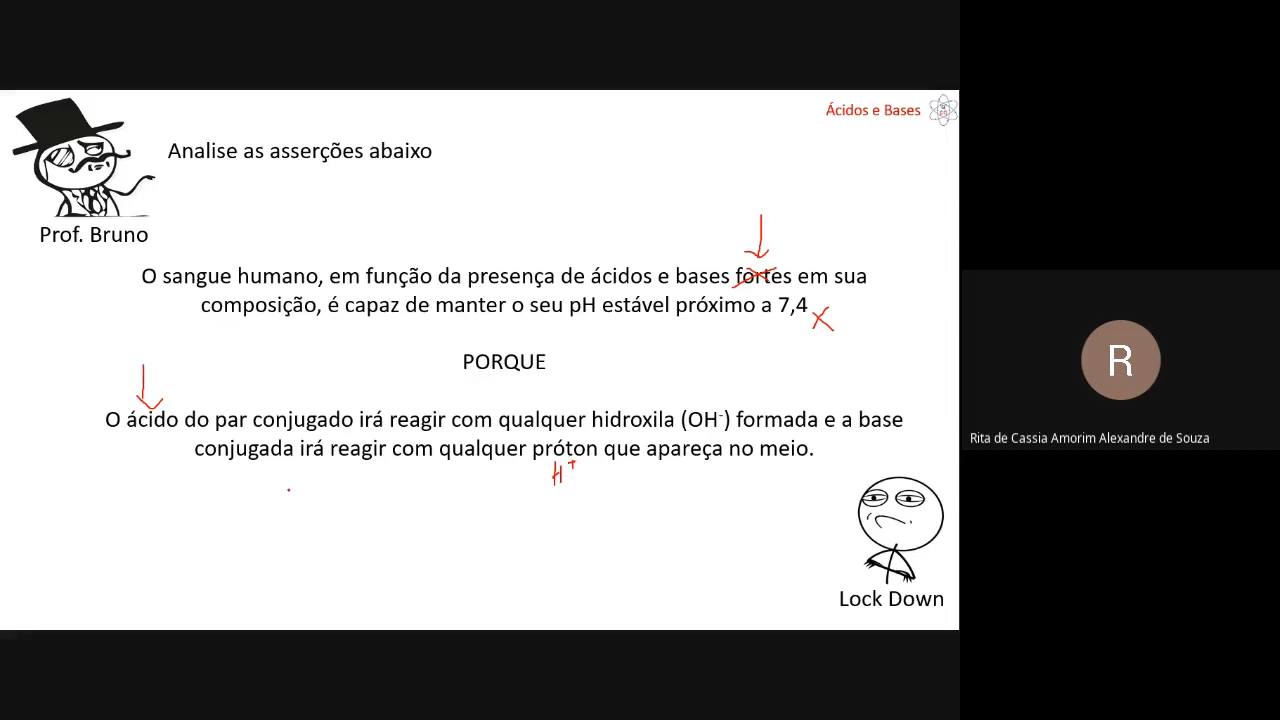 Ácidos e Bases
Analise as asserções abaixo
Prof. Bruno
O sangue humano, em função da presença de ácidos e bases fortes em sua
composição, é capaz de manter o seu pH estável próximo a 7,4
X
PORQUE
O ácido do par conjugado irá reagir com qualquer hidroxila (OH⁻) formada e a base
conjugada irá reagir com qualquer próton que apareça no meio.
H⁺
Lock Down
R
Rita de Cassia Amorim Alexandre de Souza